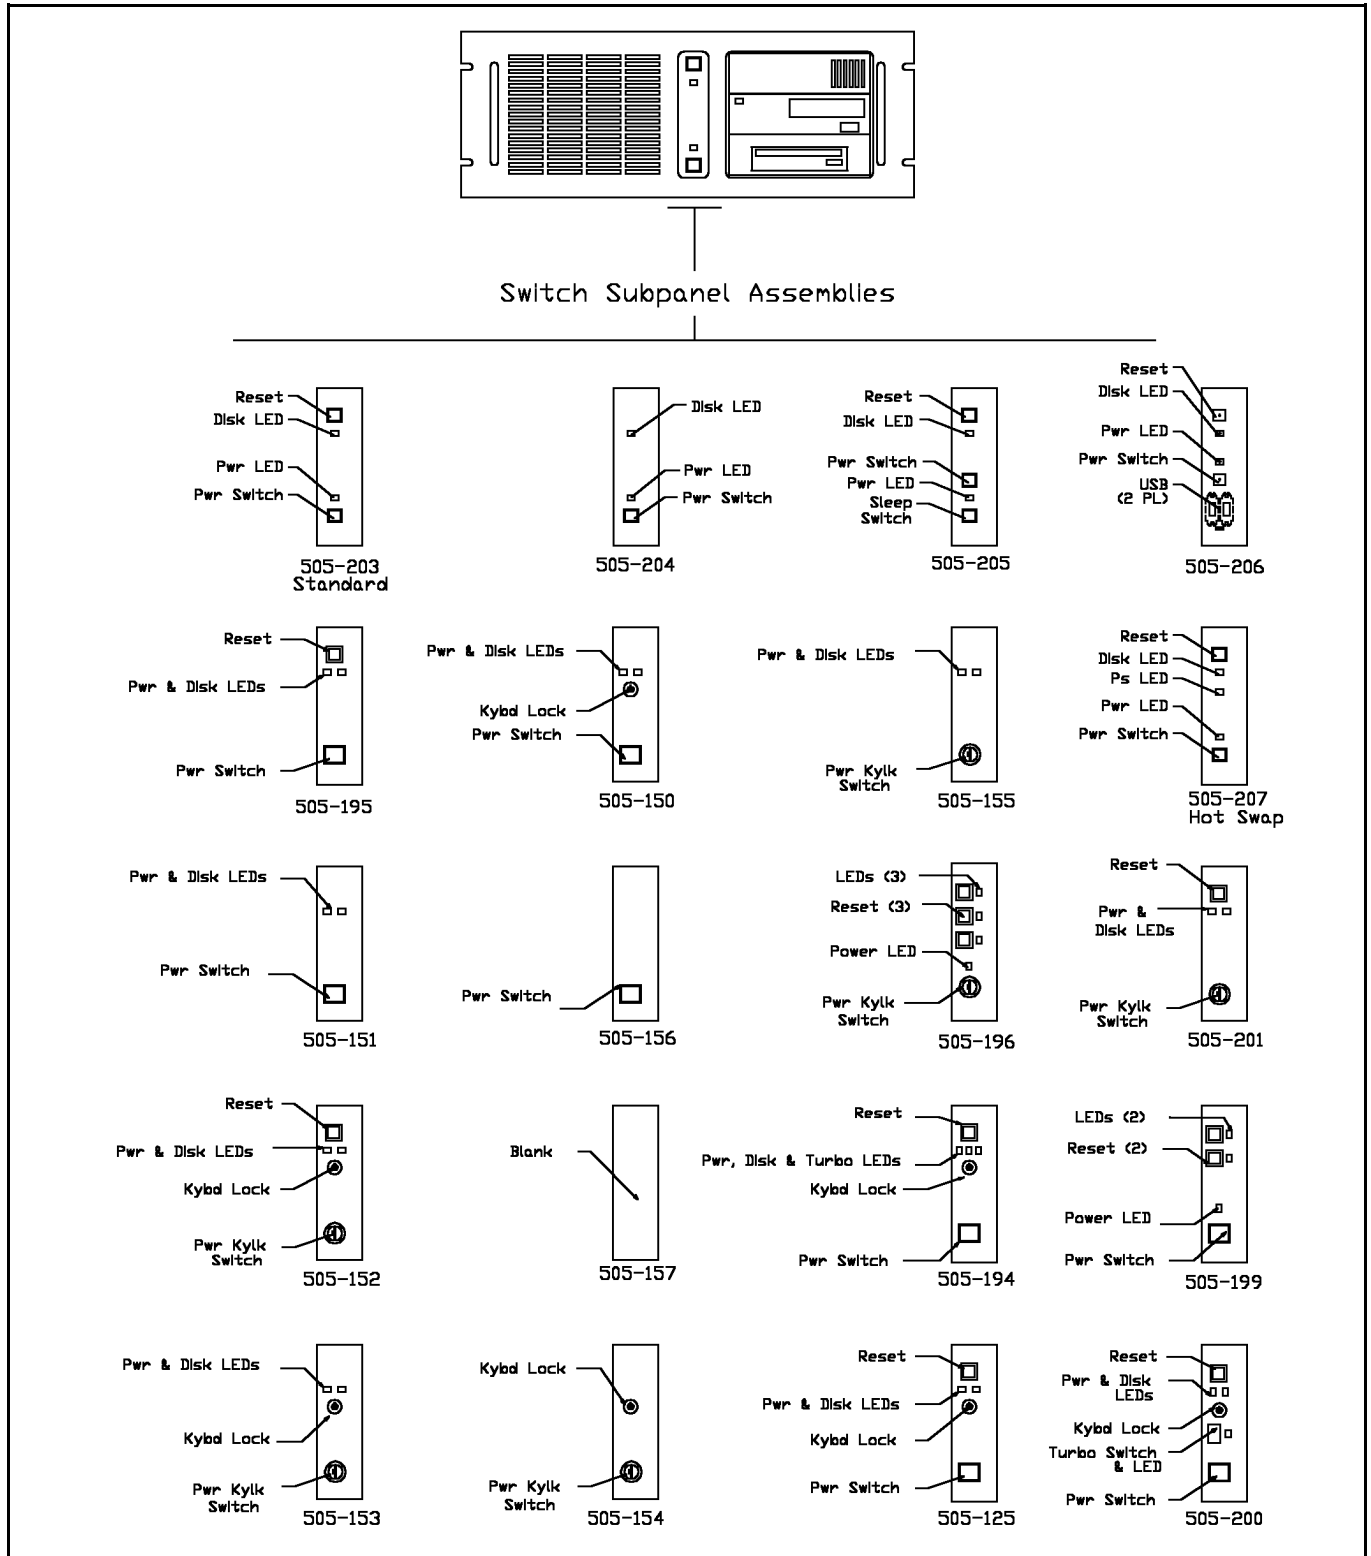 Switch Subpanel Assemblies
Reset
Disk LED
Pwr LED
Pwr Switch
505-203
Standard
Disk LED
Pwr LED
Pwr Switch
505-204
Reset
Disk LED
Pwr Switch
Pwr LED
Sleep
Switch
505-205
Reset
Disk LED
Pwr LED
Pwr Switch
USB
(2 PL)
505-206
Reset
Pwr & Disk LEDs
Pwr Switch
505-195
Pwr & Disk LEDs
Kybd Lock
Pwr Switch
505-150
Pwr & Disk LEDs
Pwr Kylk
Switch
505-155
Reset
Disk LED
Ps LED
Pwr LED
Pwr Switch
505-207
Hot Swap
Pwr & Disk LEDs
Pwr Switch
505-151
Pwr Switch
505-156
LEDs (3)
Reset (3)
Power LED
Pwr Kylk
Switch
505-196
Reset
Pwr &
Disk LEDs
Pwr Kylk
Switch
505-201
Reset
Pwr & Disk LEDs
Kybd Lock
Pwr Kylk
Switch
505-152
Blank
505-157
Reset
Pwr, Disk & Turbo LEDs
Kybd Lock
Pwr Switch
505-194
LEDs (2)
Reset (2)
Power LED
Pwr Switch
505-199
Pwr & Disk LEDs
Kybd Lock
Pwr Kylk
Switch
505-153
Kybd Lock
Pwr Kylk
Switch
505-154
Reset
Pwr & Disk LEDs
Kybd Lock
Pwr Switch
505-125
Reset
Pwr & Disk
LEDs
Kybd Lock
Turbo Switch
& LED
Pwr Switch
505-200